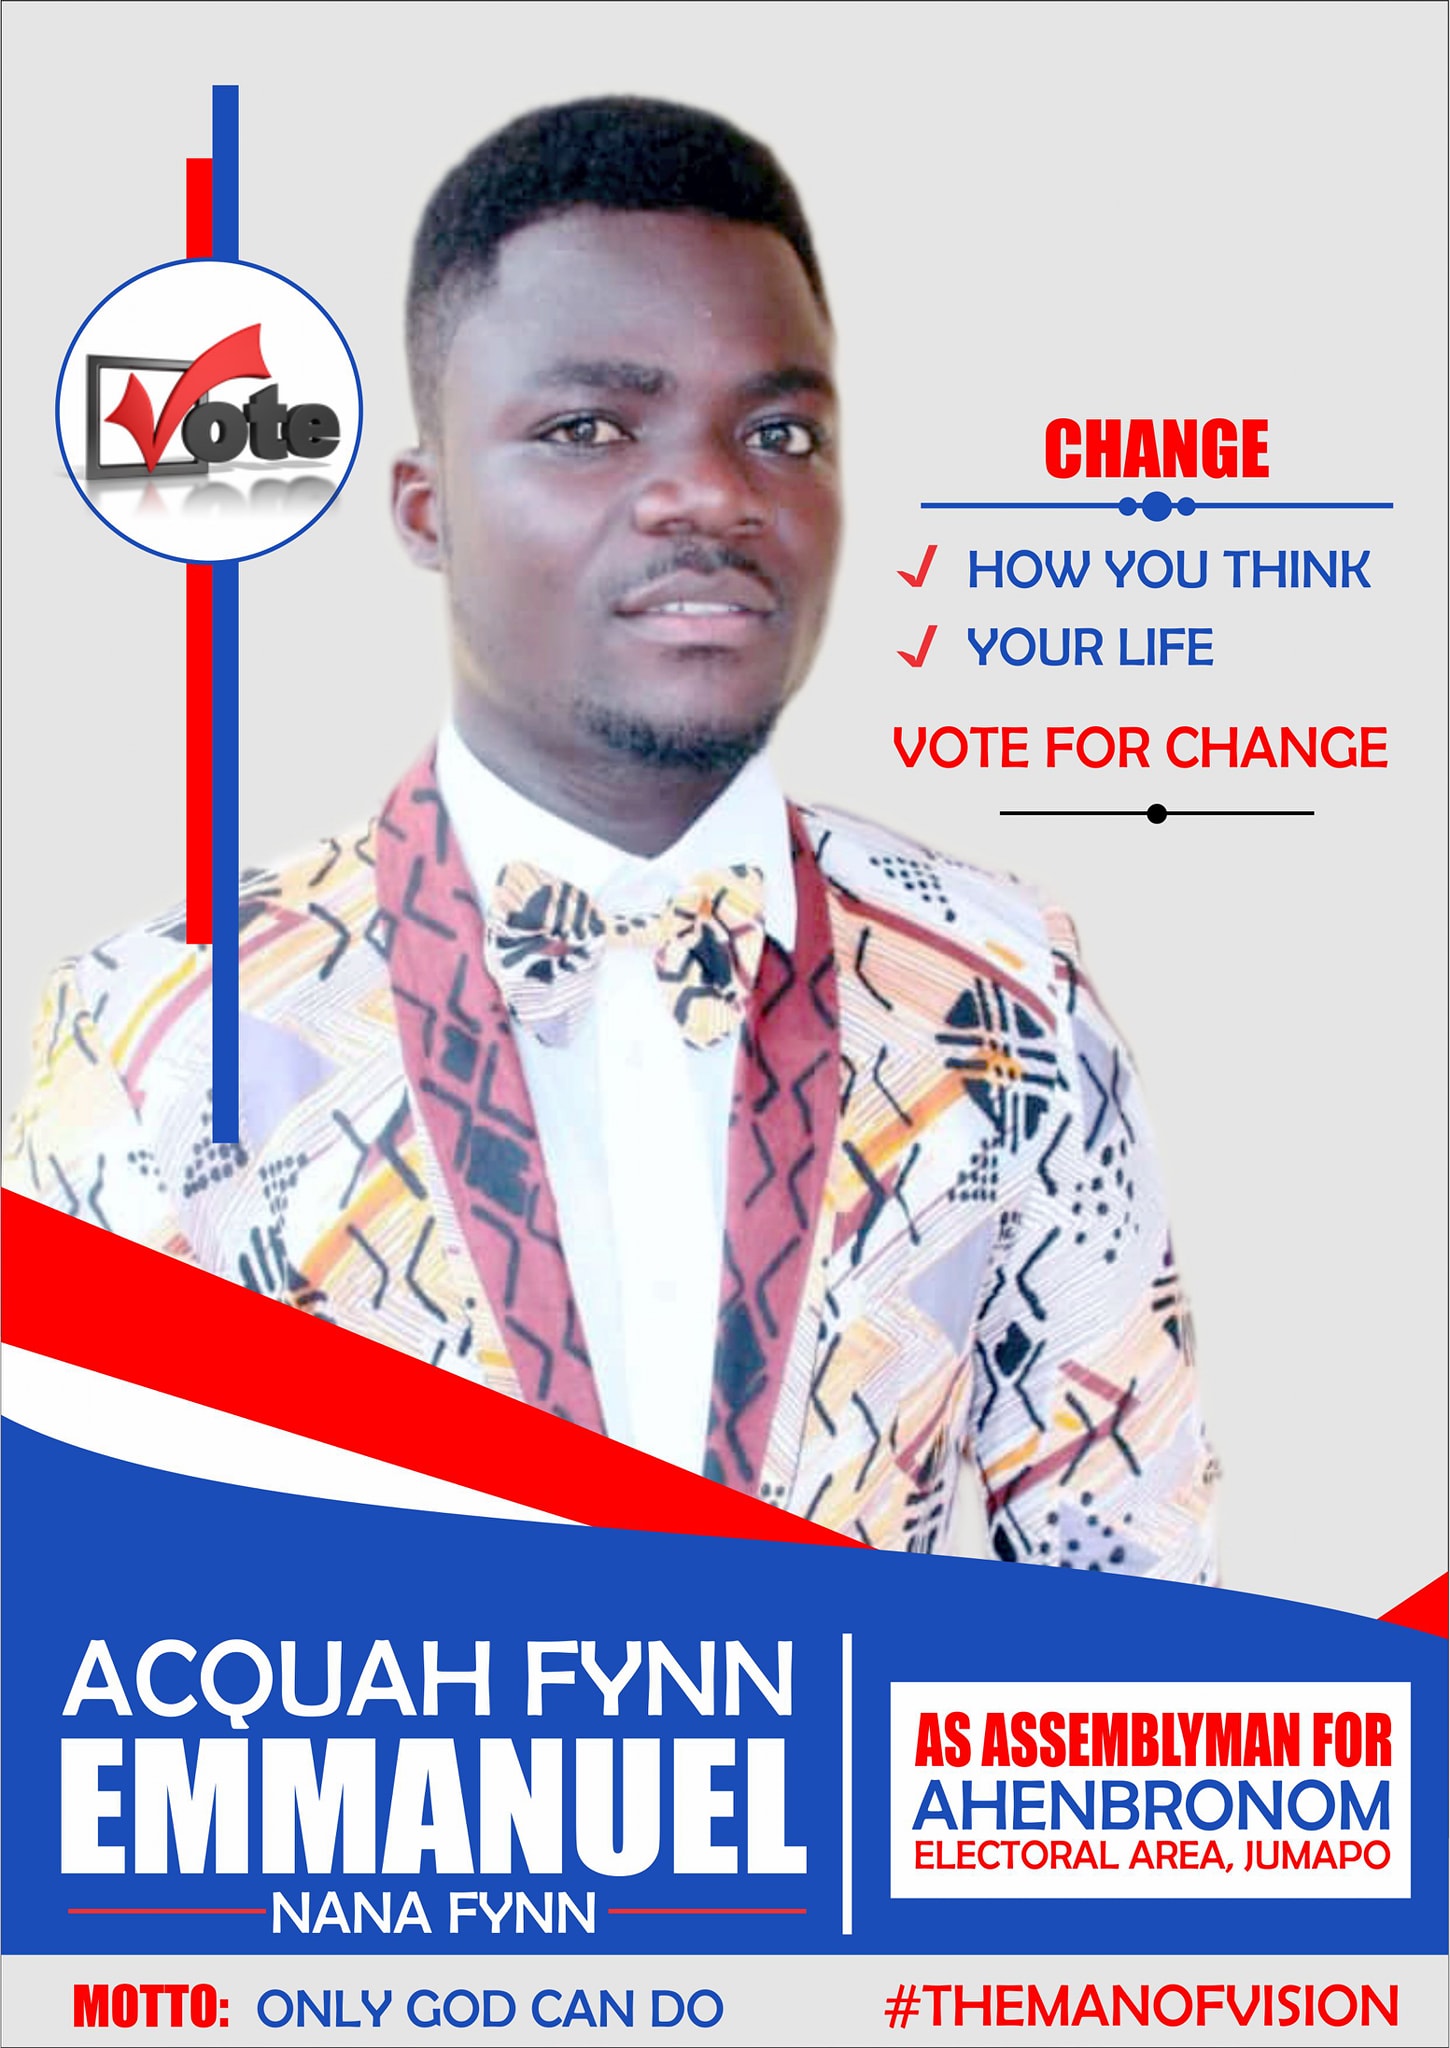 Vote
CHANGE
HOW YOU THINK
YOUR LIFE
VOTE FOR CHANGE
ACQUAH FYNN
EMMANUEL
NANA FYNN
AS ASSEMBLYMAN FOR
AHENBRONOM
ELECTORAL AREA, JUMAPO
MOTTO: ONLY GOD CAN DO
#THEMANOFVISION